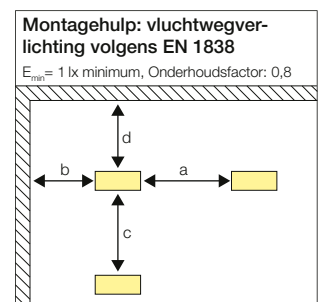 Montagehulp: vluchtwegver-
lichting volgens EN 1838
Emin= 1 lx minimum, Onderhoudsfactor: 0,8
d
b
a
c